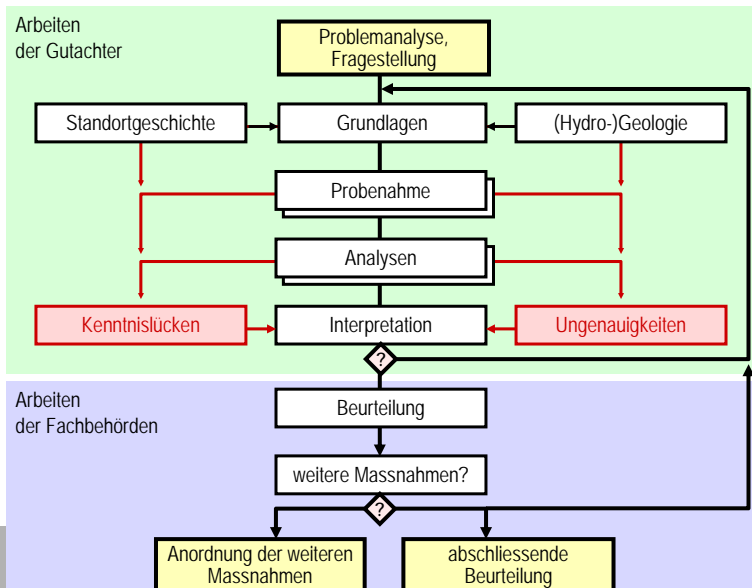 Arbeiten
der Gutachter
Problemanalyse,
Fragestellung
Standortgeschichte
Grundlagen
(Hydro-)Geologie
Probenahme
Analysen
Kenntnislücken
Interpretation
Ungenauigkeiten
?
Arbeiten
der Fachbehörden
Beurteilung
weitere Massnahmen?
?
Anordnung der weiteren
Massnahmen
abschliessende
Beurteilung